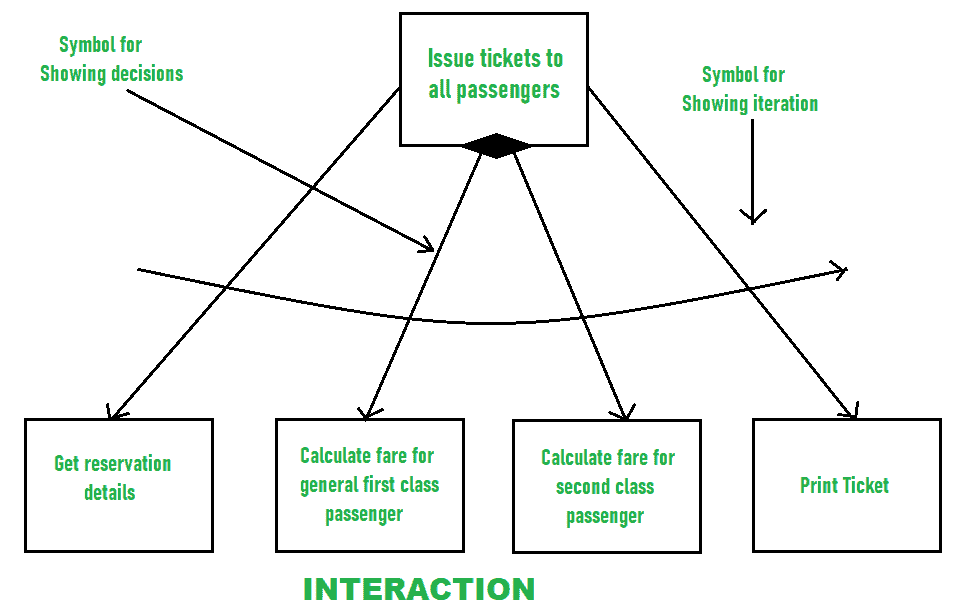 Symbol for
Showing decisions
Issue tickets to
all passengers
Symbol for
Showing iteration
Get reservation
details
Calculate fare for
general first class
passenger
Calculate fare for
second class
passenger
Print Ticket
INTERACTION